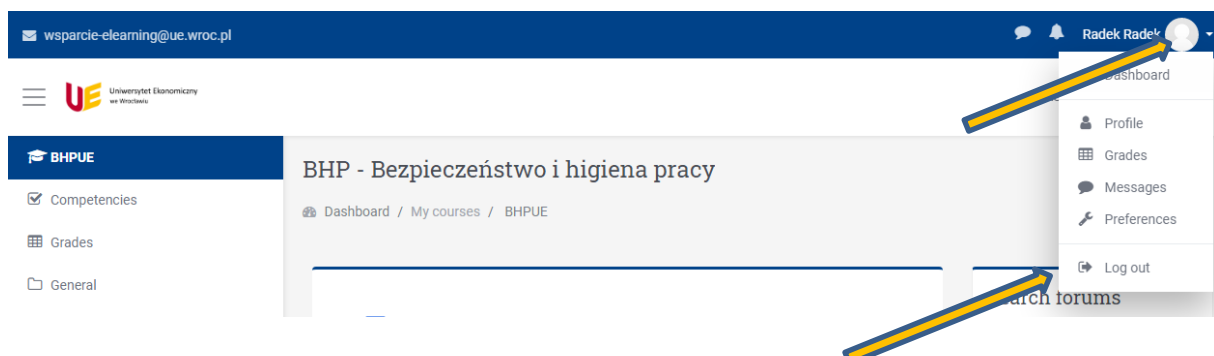 wsparcie-elearning@ue.wroc.pl
Radek Radek
UE
Uniwersytet Ekonomiczny
we Wrocławiu
Dashboard
Profile
Grades
Messages
Preferences
Log out
BHPUE
Competencies
Grades
General
BHP - Bezpieczeństwo i higiena pracy
Dashboard / My courses / BHPUE
Search forums